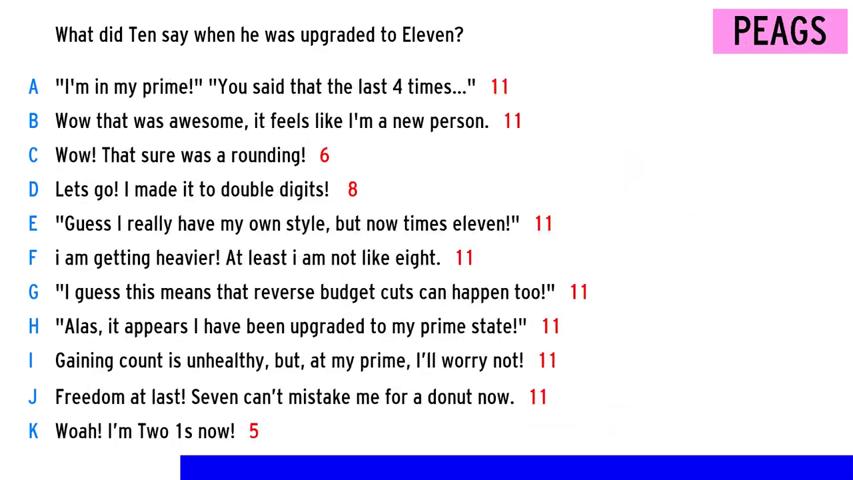 What did Ten say when he was upgraded to Eleven?
PEAGS
A "I'm in my prime!" "You said that the last 4 times..." 11
B Wow that was awesome, it feels like I'm a new person. 11
C Wow! That sure was a rounding! 6
D Lets go! I made it to double digits! 8
E "Guess I really have my own style, but now times eleven!" 11
F i am getting heavier! At least i am not like eight. 11
G "I guess this means that reverse budget cuts can happen too!" 11
H "Alas, it appears I have been upgraded to my prime state!" 11
I Gaining count is unhealthy, but, at my prime, I’ll worry not! 11
J Freedom at last! Seven can’t mistake me for a donut now. 11
K Woah! I’m Two 1s now! 5